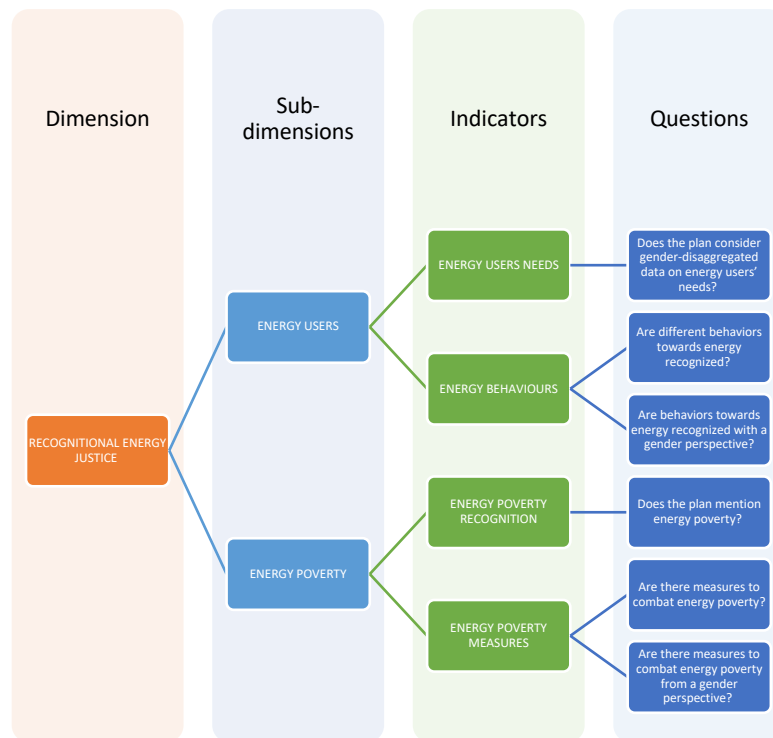 Dimension
Sub-
dimensions
Indicators
Questions
RECOGNITIONAL ENERGY
JUSTICE
ENERGY USERS
ENERGY POVERTY
ENERGY USERS NEEDS
ENERGY BEHAVIOURS
ENERGY POVERTY
RECOGNITION
ENERGY POVERTY
MEASURES
Does the plan consider
gender-disaggregated
data on energy users'
needs?
Are different behaviors
towards energy
recognized?
Are behaviors towards
energy recognized with a
gender perspective?
Does the plan mention
energy poverty?
Are there measures to
combat energy poverty?
Are there measures to
combat energy poverty
from a gender
perspective?